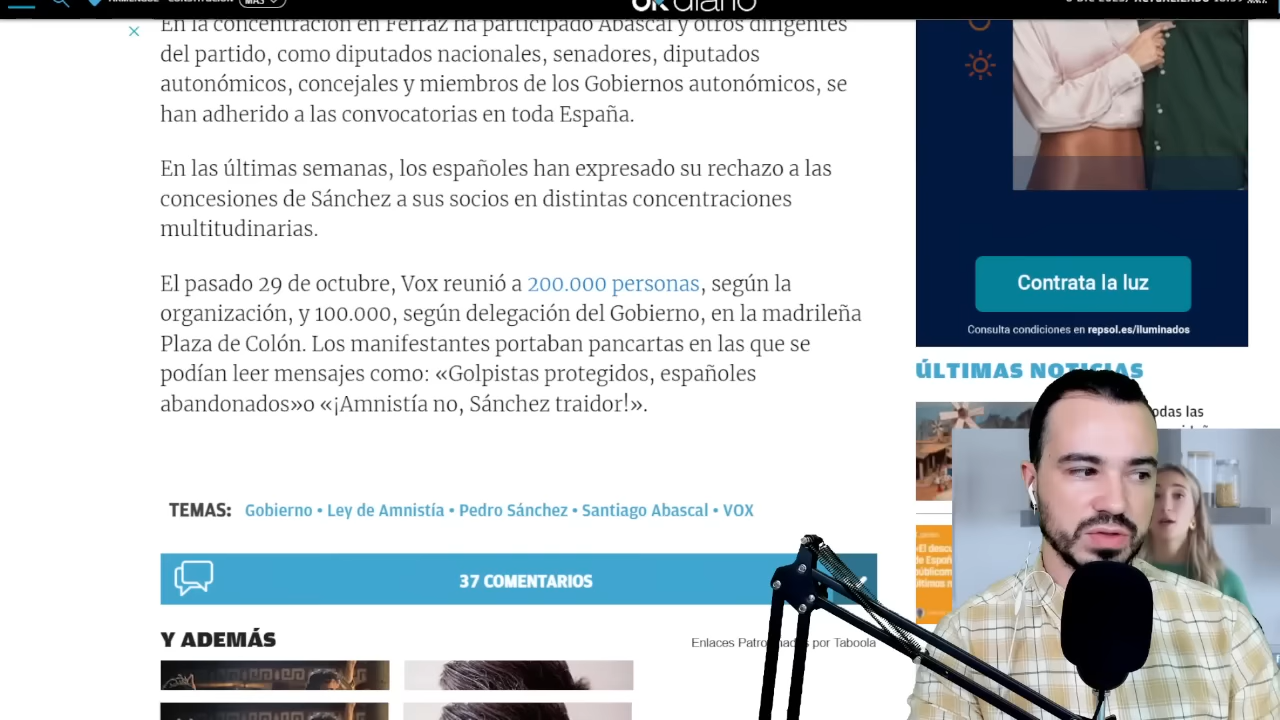 MÁS
okdiario
En la concentración en Ferraz ha participado Abascal y otros dirigentes
del partido, como diputados nacionales, senadores, diputados
autonómicos, concejales y miembros de los Gobiernos autonómicos, se
han adherido a las convocatorias en toda España.
En las últimas semanas, los españoles han expresado su rechazo a las
concesiones de Sánchez a sus socios en distintas concentraciones
multitudinarias.
El pasado 29 de octubre, Vox reunió a 200.000 personas, según la
organización, y 100.000, según delegación del Gobierno, en la madrileña
Plaza de Colón. Los manifestantes portaban pancartas en las que se
podían leer mensajes como: «Golpistas protegidos, españoles
abandonados»o «¡Amnistía no, Sánchez traidor!».
TEMAS: Gobierno • Ley de Amnistía • Pedro Sánchez • Santiago Abascal • VOX
37 COMENTARIOS
Y ADEMÁS
Enlaces por Taboola
Contrata la luz
Consulta condiciones en repsol.es/iluminados
ÚLTIMAS NOTICIAS
las